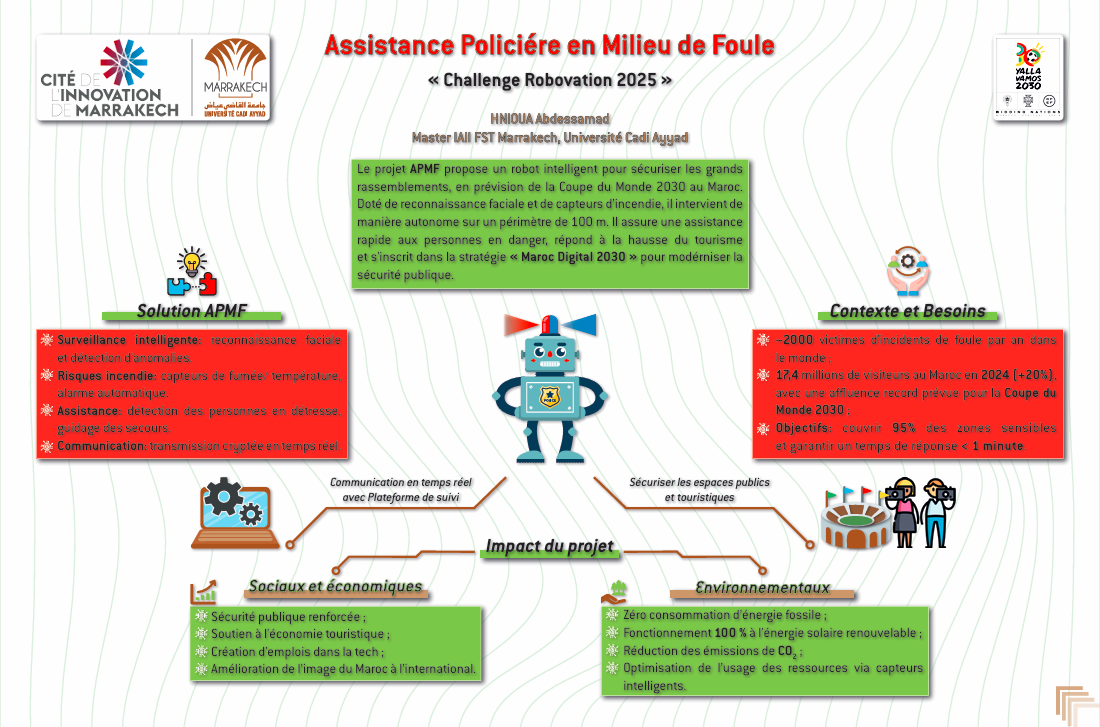 Assistance Policiére en Milieu de Foule
« Challenge Robovation 2025 »
CITÉ DE
L'INNOVATION
DE MARRAKECH
MARRAKECH
جامعة القاضي عياض
UNIVERSITÉ CADI AYYAD
YALLA
VAMOS
2030
BIDDING NATIONS
HNIOUA Abdessamad
Master IAII FST Marrakech, Université Cadi Ayyad
Le projet APMF propose un robot intelligent pour sécuriser les grands
rassemblements, en prévision de la Coupe du Monde 2030 au Maroc.
Doté de reconnaissance faciale et de capteurs d'incendie, il intervient de
manière autonome sur un périmètre de 100 m. Il assure une assistance
rapide aux personnes en danger, répond à la hausse du tourisme
et s'inscrit dans la stratégie « Maroc Digital 2030 » pour modérniser la
sécurité publique.
Solution APMF
Surveillance intelligente: reconnaissance faciale
et détection d'anomalies.
Risques incendie: capteurs de fumée/ température,
alarme automatique.
Assistance: détection des personnes en détresse,
guidage des secours.
Communication: transmission cryptée en temps réel.
POLICE
Contexte et Besoins
~2000 victimes d'incidents de foule par an dans
le monde ;
17,4 millions de visiteurs au Maroc en 2024 (+20%),
avec une affluence record prévue pour la Coupe du
Monde 2030 ;
Objectifs: couvrir 95% des zones sensibles
et garantir un temps de réponse < 1 minute.
Communication en temps réel
avec Plateforme de suivi
Sécuriser les espaces publics
et touristiques
Impact du projet
Sociaux et économiques
Sécurité publique renforcée ;
Soutien à l'économie touristique ;
Création d'emplois dans la tech ;
Amélioration de l'image du Maroc à l'international.
Environnementaux
Zéro consommation d'énergie fossile ;
Fonctionnement 100 % à l'énergie solaire renouvelable ;
Réduction des émissions de CO2 ;
Optimisation de l'usage des ressources via capteurs
intelligents.